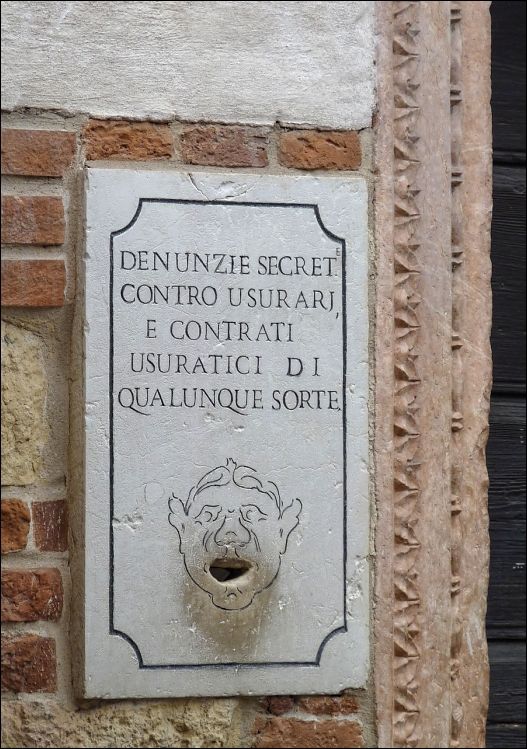 DENUNZIE SECRETE
CONTRO USURARJ,
E CONTRATI
USURATICI DI
QUALUNQUE SORTE.